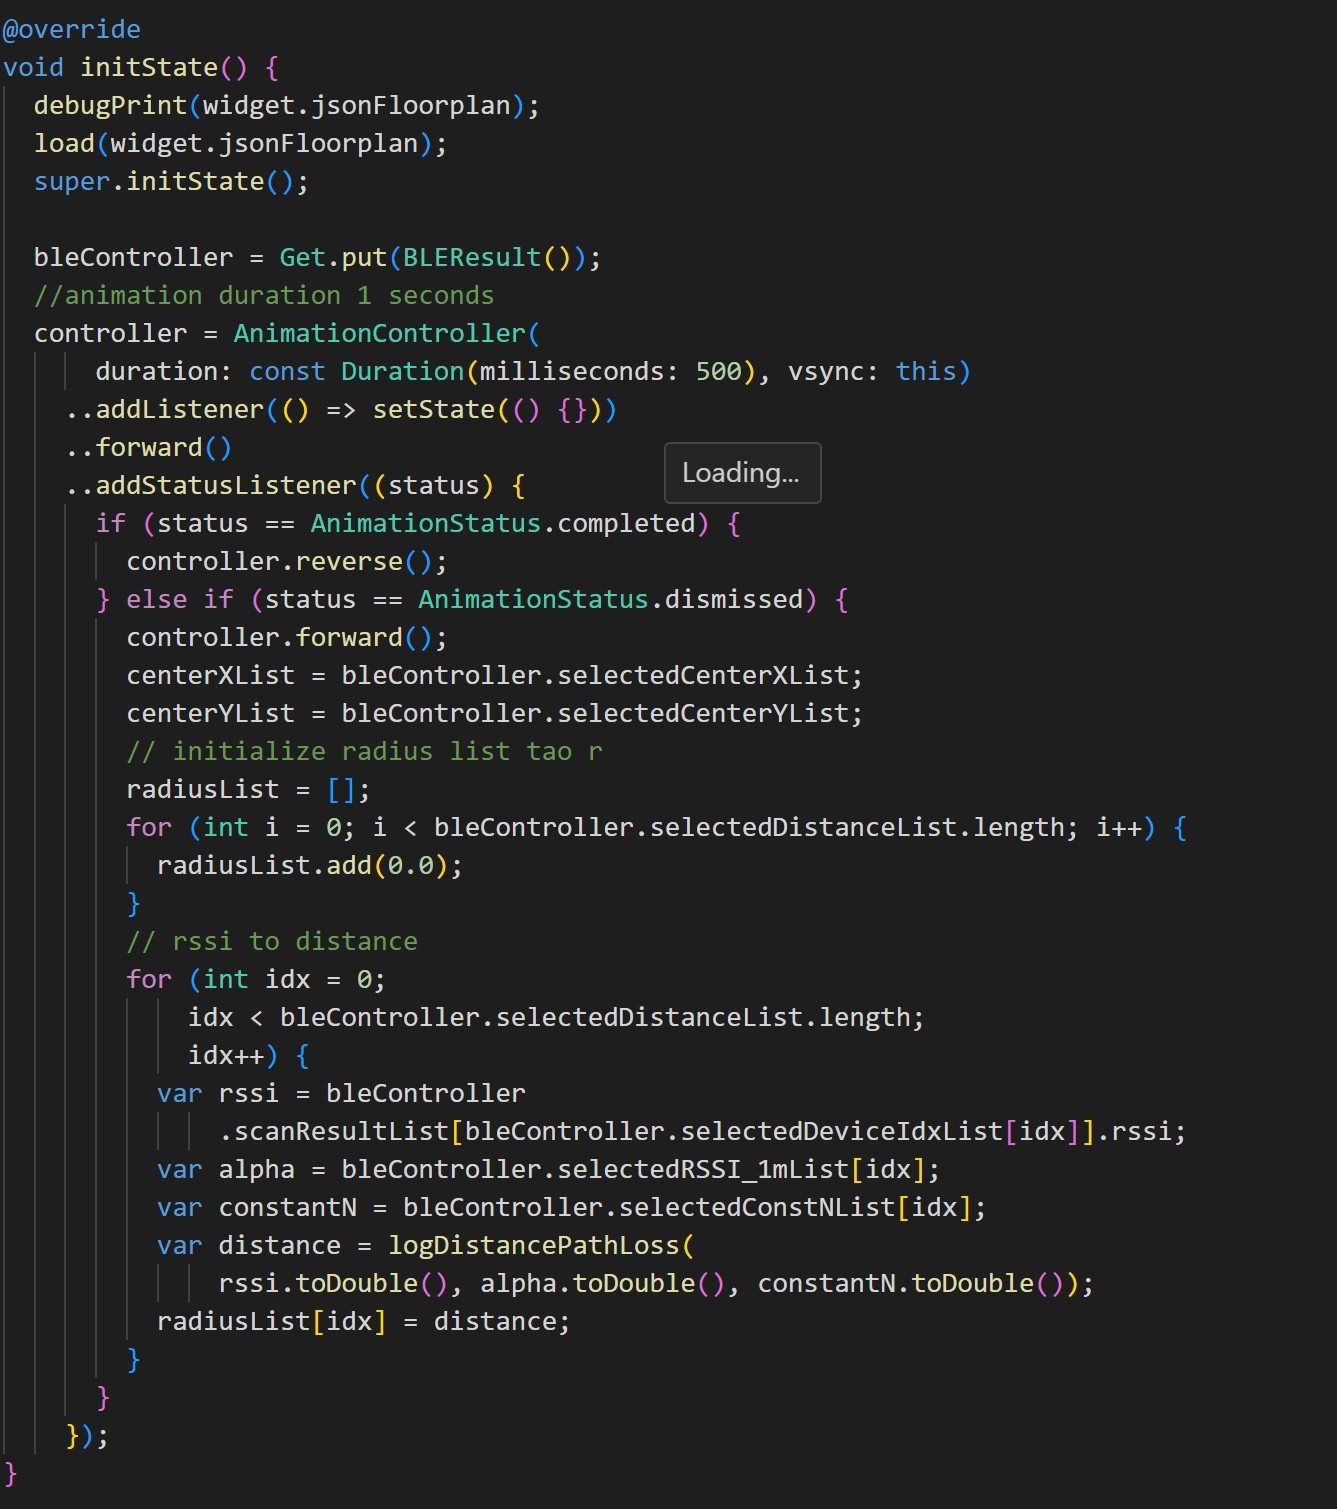 @override
void initState() {
  debugPrint(widget.jsonFloorplan);
  load(widget.jsonFloorplan);
  super.initState();

  bleController = Get.put(BLEResult());
  //animation duration 1 seconds
  controller = AnimationController(
      duration: const Duration(milliseconds: 500), vsync: this)
    ..addListener(() => setState(() {}))
    ..forward()
Loading...
    ..addStatusListener((status) {
      if (status == AnimationStatus.completed) {
        controller.reverse();
      } else if (status == AnimationStatus.dismissed) {
        controller.forward();
        centerXList = bleController.selectedCenterXList;
        centerYList = bleController.selectedCenterYList;
        // initialize radius list tao r
        radiusList = [];
        for (int i = 0; i < bleController.selectedDistanceList.length; i++) {
          radiusList.add(0.0);
        }
        // rssi to distance
        for (int idx = 0;
            idx < bleController.selectedDistanceList.length;
            idx++) {
          var rssi = bleController
              .scanResultList[bleController.selectedDeviceIdxList[idx]].rssi;
          var alpha = bleController.selectedRSSI_1mList[idx];
          var constantN = bleController.selectedConstNList[idx];
          var distance = logDistancePathLoss(
              rssi.toDouble(), alpha.toDouble(), constantN.toDouble());
          radiusList[idx] = distance;
        }
      }
    });
}